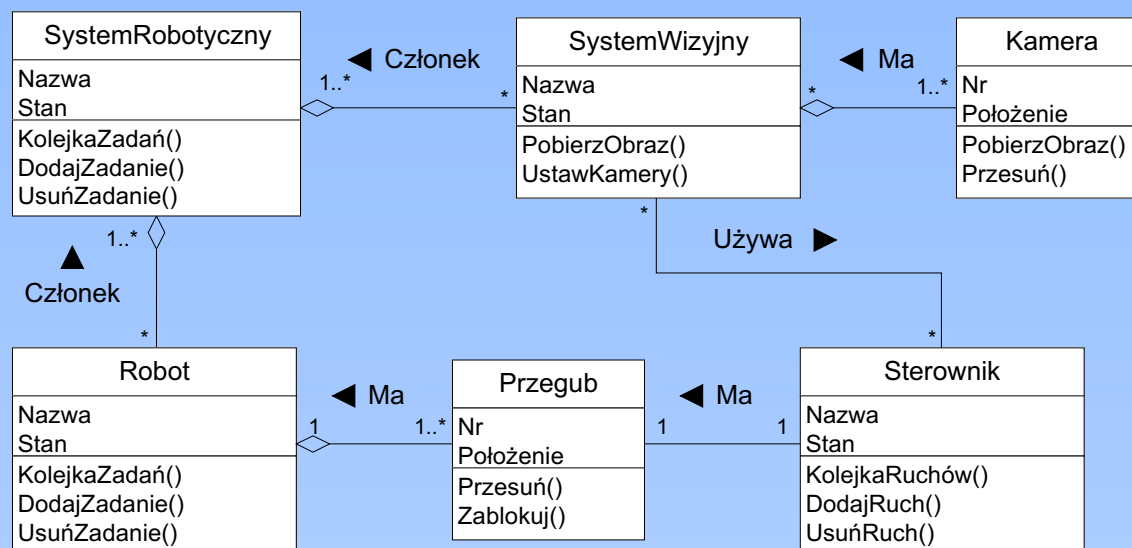 SystemRobotyczny
Nazwa
Stan
KolejkaZadań()
DodajZadanie()
UsuńZadanie()
◄ Członek
1..*
*
SystemWizyjny
Nazwa
Stan
PobierzObraz()
UstawKamery()
◄ Ma
*
1..*
Kamera
Nr
Położenie
PobierzObraz()
Przesuń()
1..*
▲
Członek
*
*
Używa ►
*
Robot
Nazwa
Stan
KolejkaZadań()
DodajZadanie()
UsuńZadanie()
◄ Ma
1
1..*
Przegub
Nr
Położenie
Przesuń()
Zablokuj()
◄ Ma
1
1
Sterownik
Nazwa
Stan
KolejkaRuchów()
DodajRuch()
UsuńRuch()